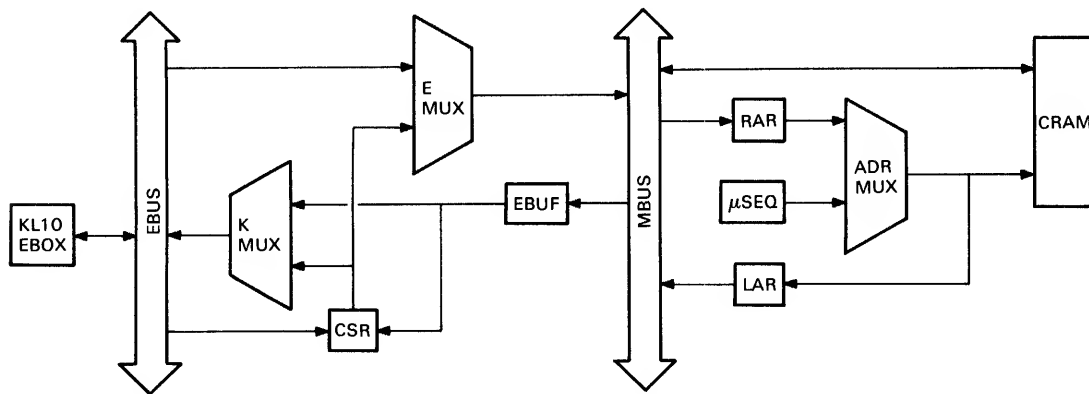 KL10
EBOX
EBUS
K
MUX
CSR
E
MUX
EBUF
MBUS
RAR
μSEQ
LAR
ADR
MUX
CRAM